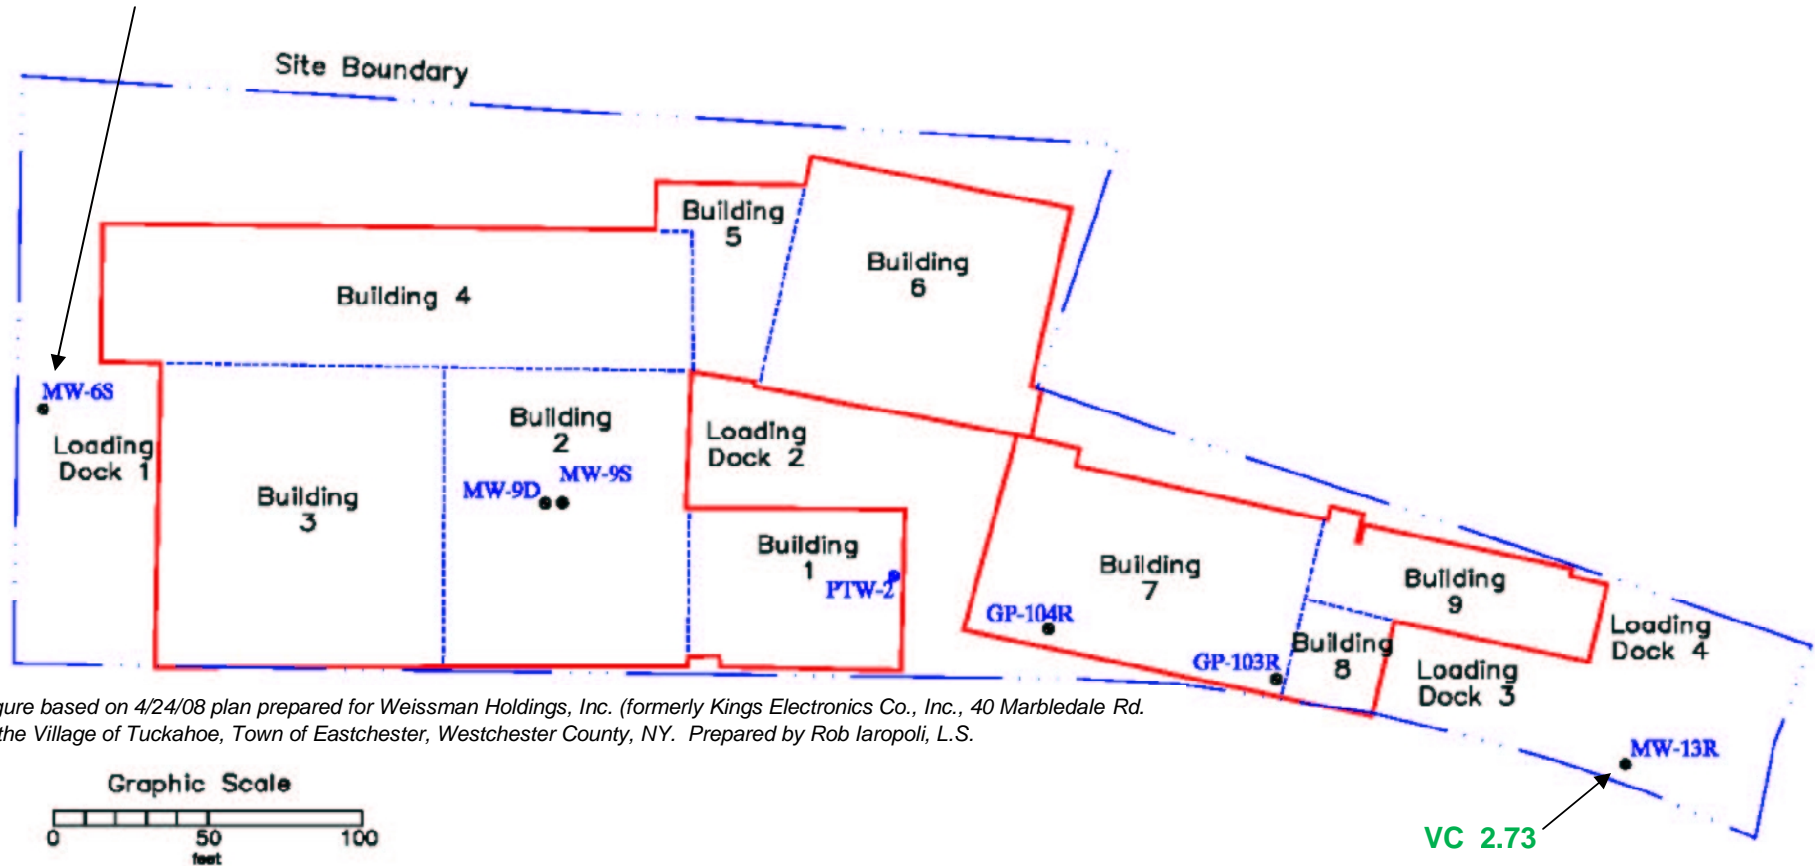 Site Boundary
Building
5
Building
6
Building 4
MW-6S
Loading
Dock 1
Building
2
Loading
Dock 2
MW-9D
MW-9S
Building
3
Building
1
PTW-2
Building
7
GP-104R
Building
9
Building
8
GP-103R
Loading
Dock 4
Loading
Dock 3
gure based on 4/24/08 plan prepared for Weissman Holdings, Inc. (formerly Kings Electronics Co., Inc., 40 Marbledale Rd.
the Village of Tuckahoe, Town of Eastchester, Westchester County, NY. Prepared by Rob Iaropoli, L.S.
MW-13R
Graphic Scale
0 50 100
feet
VC 2.73